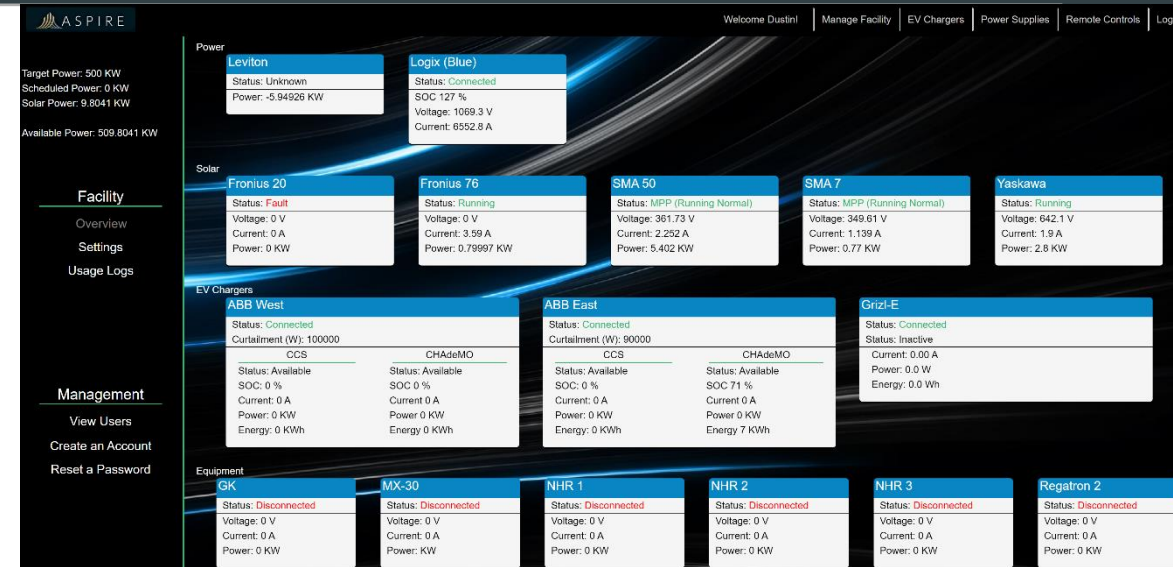 ASPIRE
Welcome Dustin!
Manage Facility
EV Chargers
Power Supplies
Remote Controls
Log
Target Power: 500 KW
Scheduled Power: 0 KW
Solar Power: 9.8041 KW
Available Power: 509.8041 KW
Facility
Overview
Settings
Usage Logs
Management
View Users
Create an Account
Reset a Password
Power
Leviton
Status: Unknown
Power: -5.94926 KW
Logix (Blue)
Status: Connected
SOC 127 %
Voltage: 1069.3 V
Current: 6552.8 A
Solar
Fronius 20
Status: Fault
Voltage: 0 V
Current: 0 A
Power: 0 KW
Fronius 76
Status: Running
Voltage: 0 V
Current: 3.59 A
Power: 0.79997 KW
SMA 50
Status: MPP (Running Normal)
Voltage: 361.73 V
Current: 2.252 A
Power: 5.402 KW
SMA 7
Status: MPP (Running Normal)
Voltage: 349.61 V
Current: 1.139 A
Power: 0.77 KW
Yaskawa
Status: Running
Voltage: 642.1 V
Current: 1.9 A
Power: 2.8 KW
EV Chargers
ABB West
Status: Connected
Curtailment (W): 100000
CCS
Status: Available
SOC: 0 %
Current: 0 A
Power: 0 KW
Energy: 0 KWh
CHAdeMO
Status: Available
SOC 0 %
Current 0 A
Power 0 KW
Energy 0 KWh
ABB East
Status: Connected
Curtailment (W): 90000
CCS
Status: Available
SOC: 0 %
Current: 0 A
Power: 0 KW
Energy: 0 KWh
CHAdeMO
Status: Available
SOC 71 %
Current 0 A
Power 0 KW
Energy 7 KWh
Grizl-E
Status: Connected
Status: Inactive
Current: 0.00 A
Power: 0.0 W
Energy: 0.0 Wh
Equipment
GK
Status: Disconnected
Voltage: 0 V
Current: 0 A
Power: 0 KW
MX-30
Status: Disconnected
Voltage: 0 V
Current: 0 A
Power: KW
NHR 1
Status: Disconnected
Voltage: 0 V
Current: 0 A
Power: 0 KW
NHR 2
Status: Disconnected
Voltage: 0 V
Current: 0 A
Power: 0 KW
NHR 3
Status: Disconnected
Voltage: 0 V
Current: 0 A
Power: 0 KW
Regatron 2
Status: Disconnected
Voltage: 0 V
Current: 0 A
Power: 0 KW